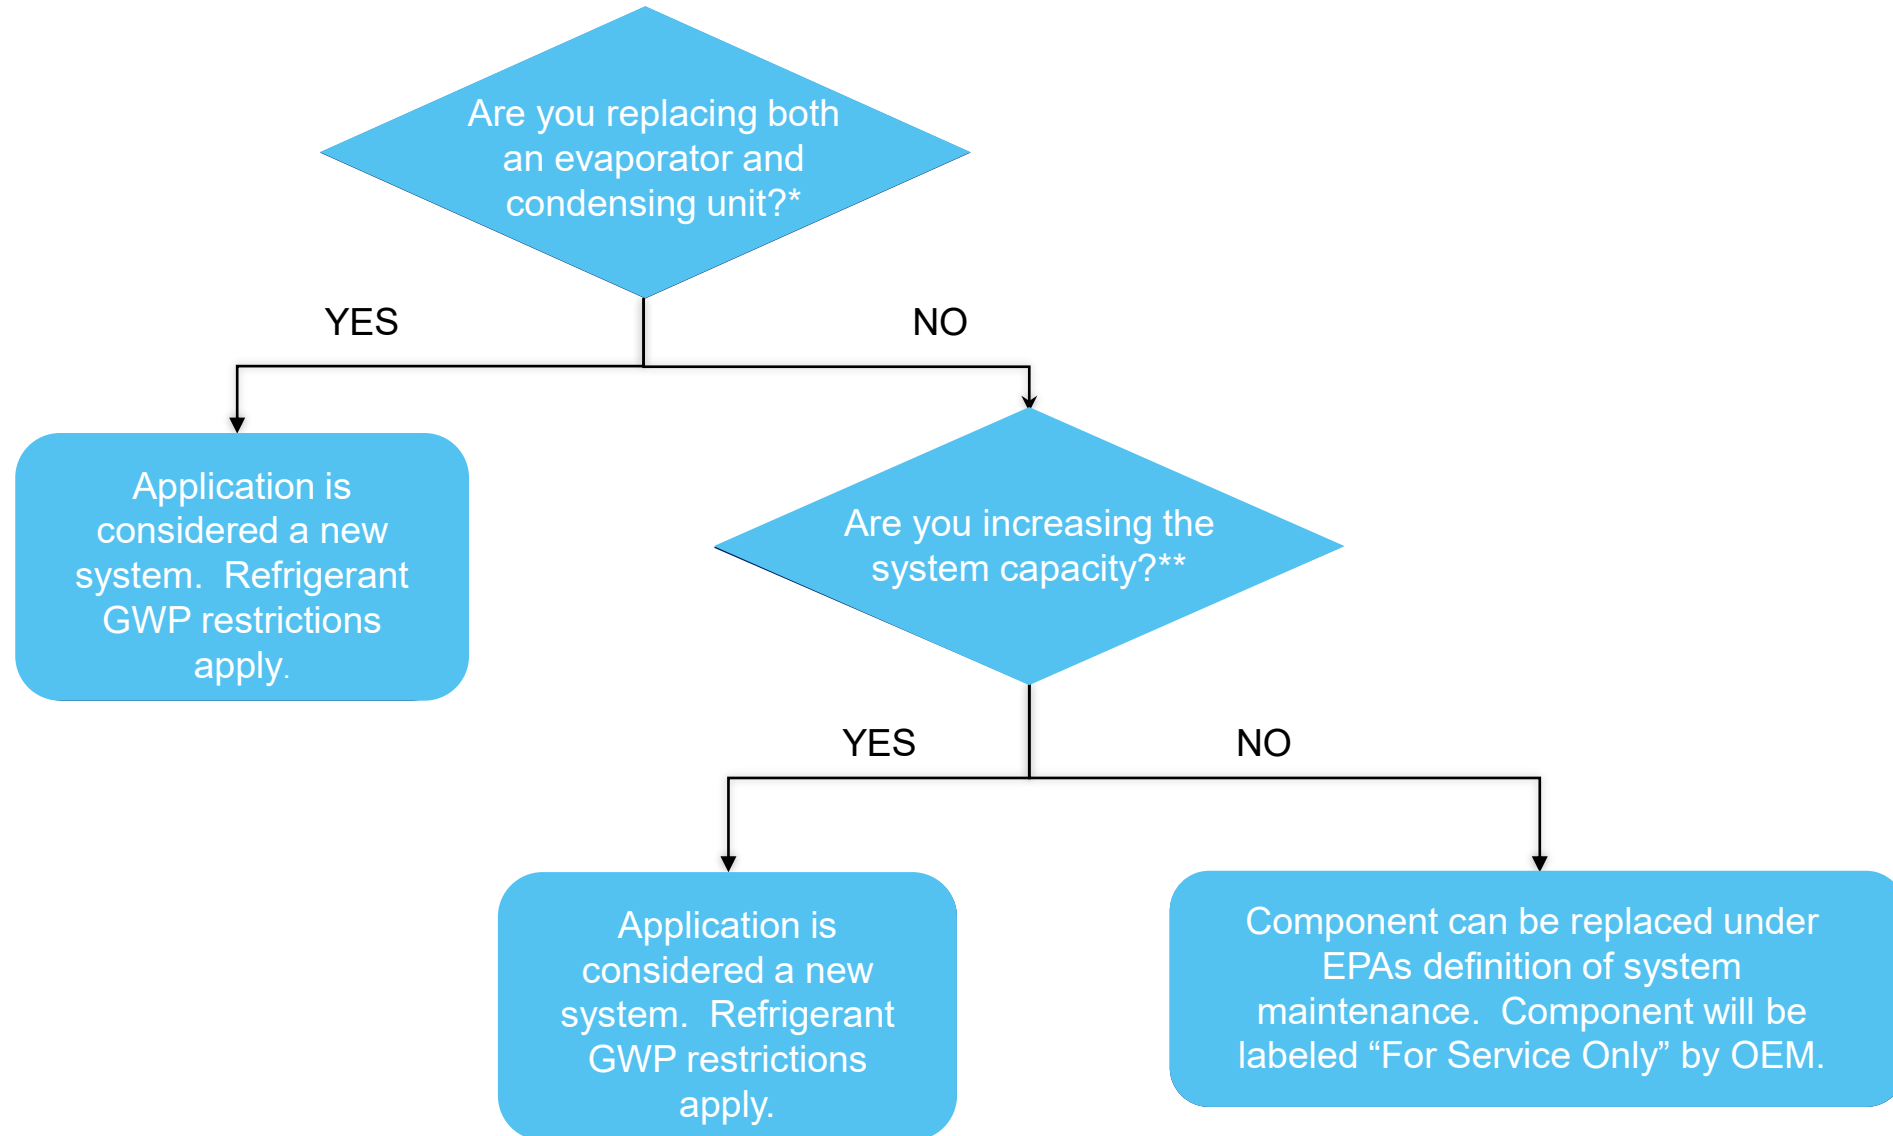 Are you replacing both
an evaporator and
condensing unit?*
YES
NO
Application is
considered a new
system.  Refrigerant
GWP restrictions
apply.
Are you increasing the
system capacity?**
YES
NO
Application is
considered a new
system.  Refrigerant
GWP restrictions
apply.
Component can be replaced under
EPAs definition of system
maintenance.  Component will be
labeled “For Service Only” by OEM.